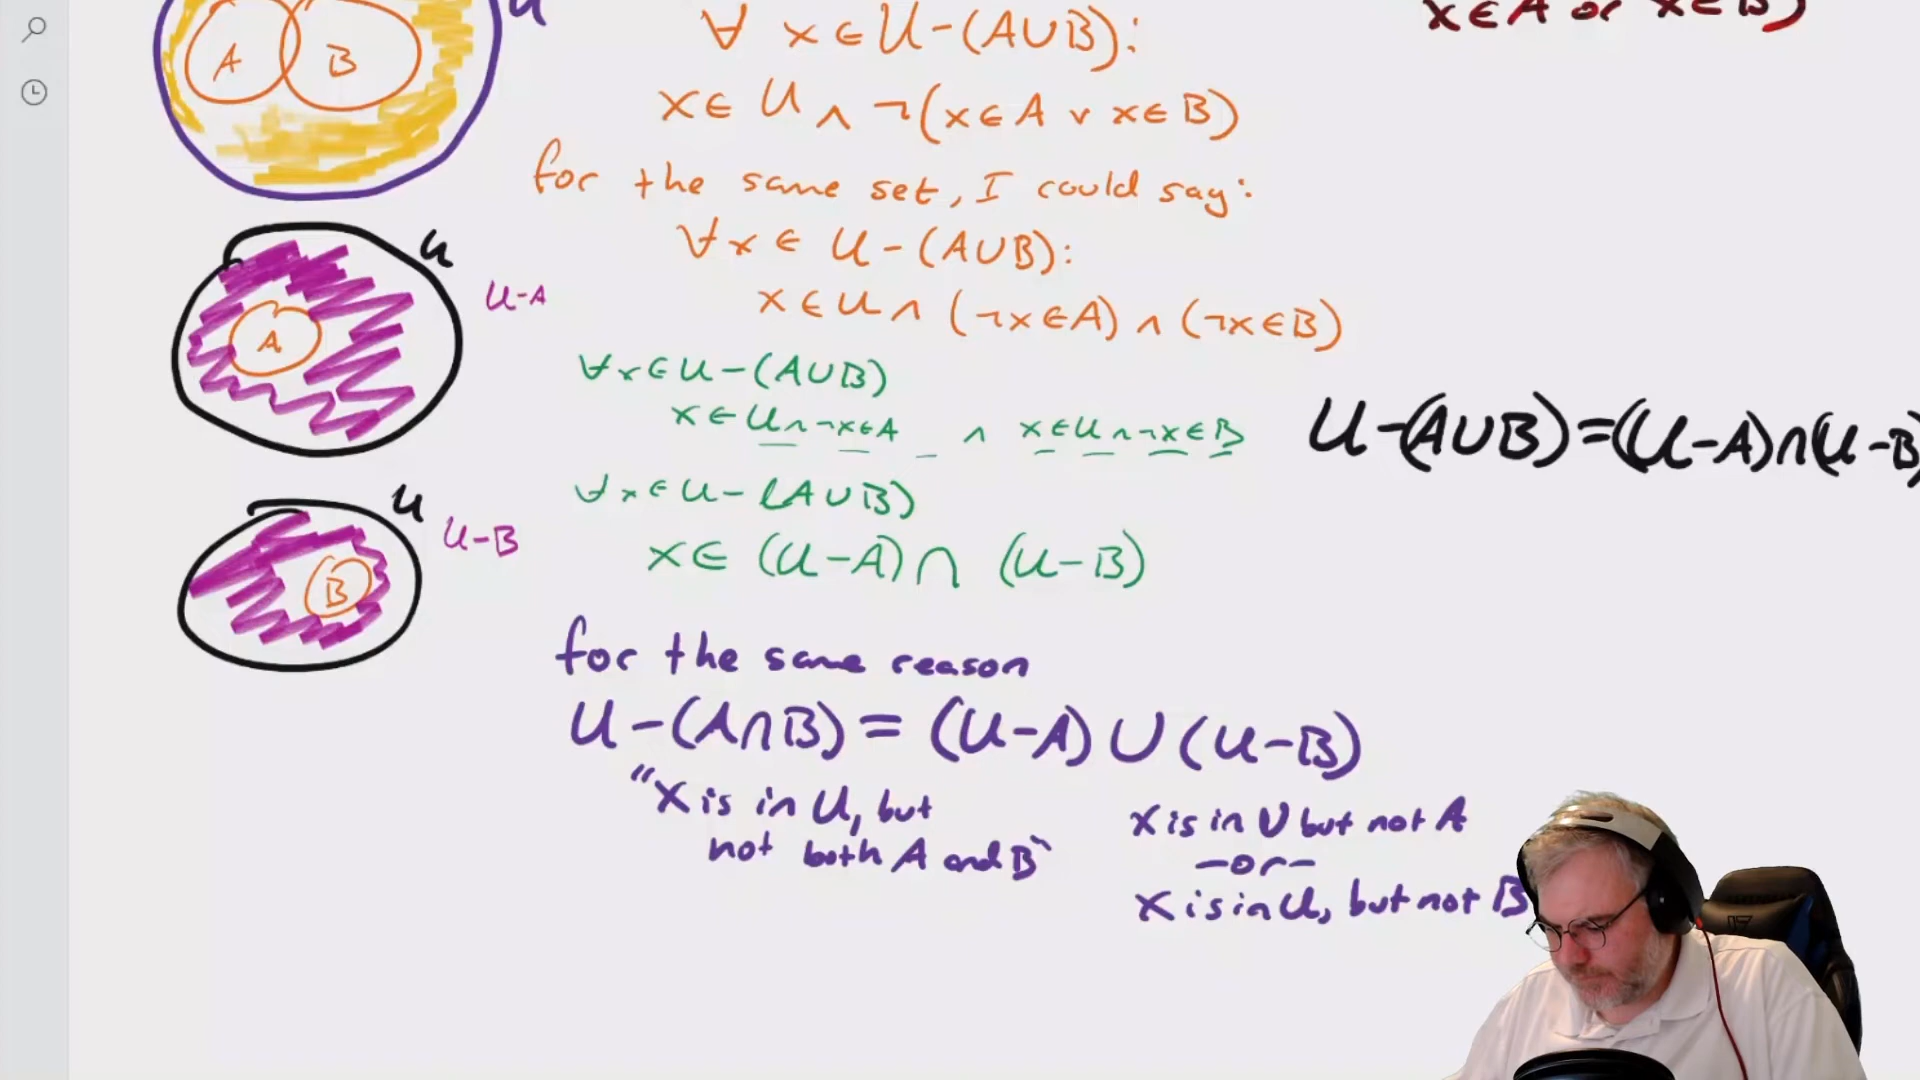 U
x∈A or x∈B)
A B
∀ x∈U-(A∪B):
x∈ U ∧ ¬(x∈A ∨ x∈B)
for the same set, I could say:
U
∀x∈ U-(A∪B):
U-A
x∈U∧ (¬x∈A) ∧ (¬x∈B)
A
∀x∈U-(A∪B)
x∈U∧¬x∈A ∧ x∈U∧¬x∈B
U-(A∪B)=(U-A)∩(U-B)
∀x∈U-(A∪B)
U
U-B
x∈ (U-A)∩ (U-B)
B
for the same reason
U-(A∩B)= (U-A)∪(U-B)
"X is in U, but
not both A and B"
X is in U but not A
-or-
X is in U, but not B